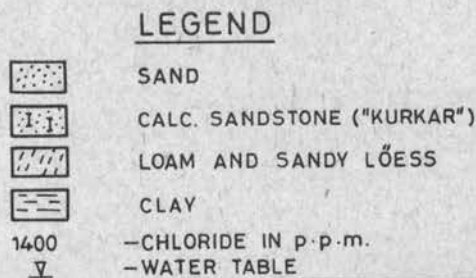 LEGEND
SAND
CALC. SANDSTONE ("KURKAR")
LOAM AND SANDY LŐESS
CLAY
1400 -CHLORIDE IN p.p.m.
-WATER TABLE